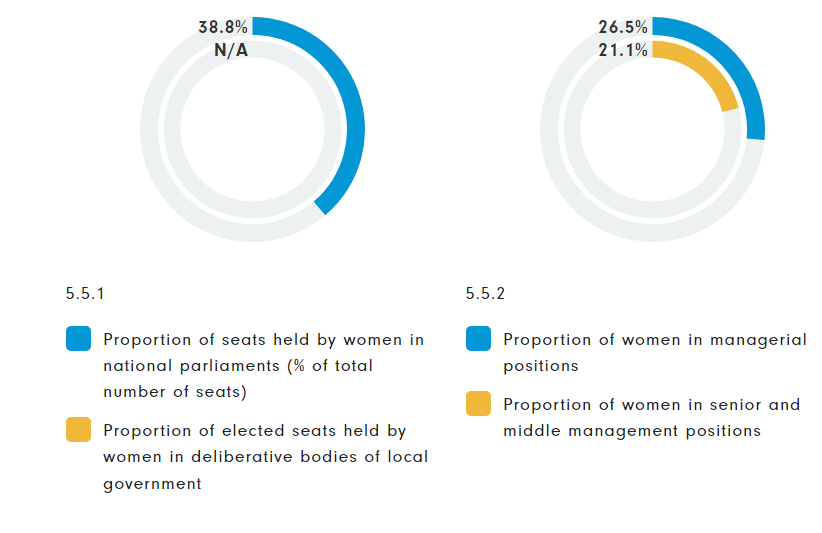 38.8%
N/A
26.5%
21.1%
5.5.1
Proportion of seats held by women in
national parliaments (% of total
number of seats)
Proportion of elected seats held by
women in deliberative bodies of local
government
5.5.2
Proportion of women in managerial
positions
Proportion of women in senior and
middle management positions